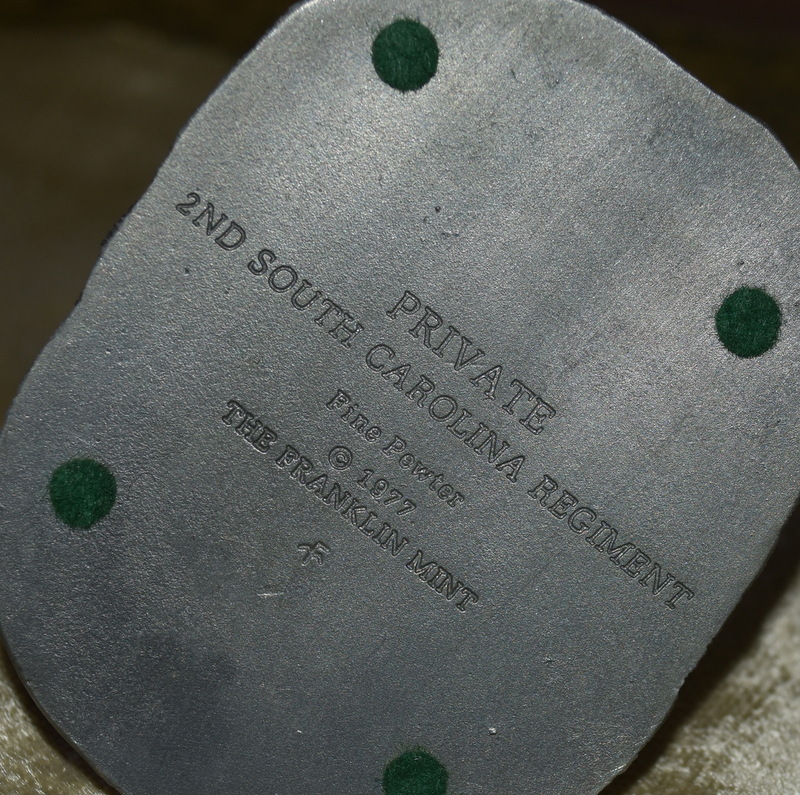 PRIVATE
2ND SOUTH CAROLINA REGIMENT
Fine Pewter
© 1977
THE FRANKLIN MINT